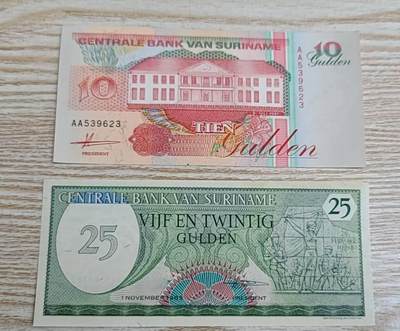 CENTRALE BANK VAN SURINAME
10
Gulden
10
AA539623
AA539623
PRESIDENT
TIEN
Gulden
CENTRALE BANK VAN SURINAME
25
VIJF EN TWINTIG
GULDEN
25
1 NOVEMBER 1985
PRESIDENT